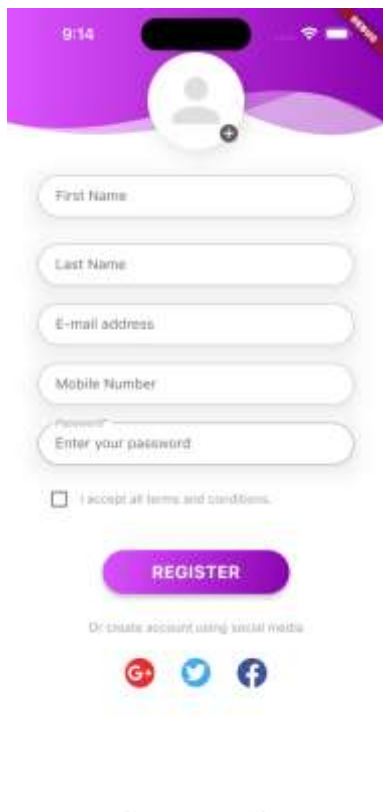 9:14
DEBUG
First Name
Last Name
E-mail address
Mobile Number
Password*
Enter your password
I accept all terms and conditions.
REGISTER
Or create account using social media
G+